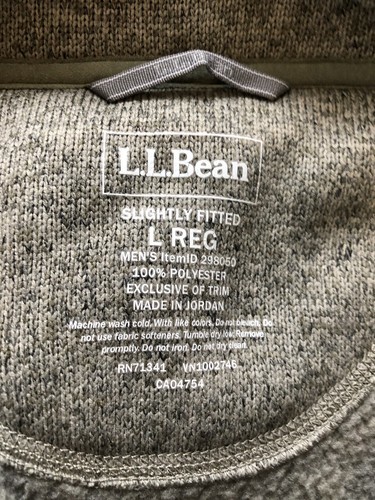 L.L.Bean
SLIGHTLY FITTED
L REG
MEN'S ItemID 298050
100% POLYESTER
EXCLUSIVE OF TRIM
MADE IN JORDAN
Machine wash cold. With like colors. Do not bleach. Do
not use fabric softeners. Tumble dry low. Remove
promptly. Do not iron. Do not dry clean.
RN71341 VN1002746
CA04754